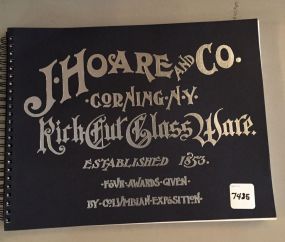 J. HOARE AND CO.
·CORNING·N·Y·
Rich Cut Glass Ware.
ESTABLISHED 1853.
·FOUR·AWARDS·GIVEN·
BY·COLUMBIAN·EXPOSITION·
7435